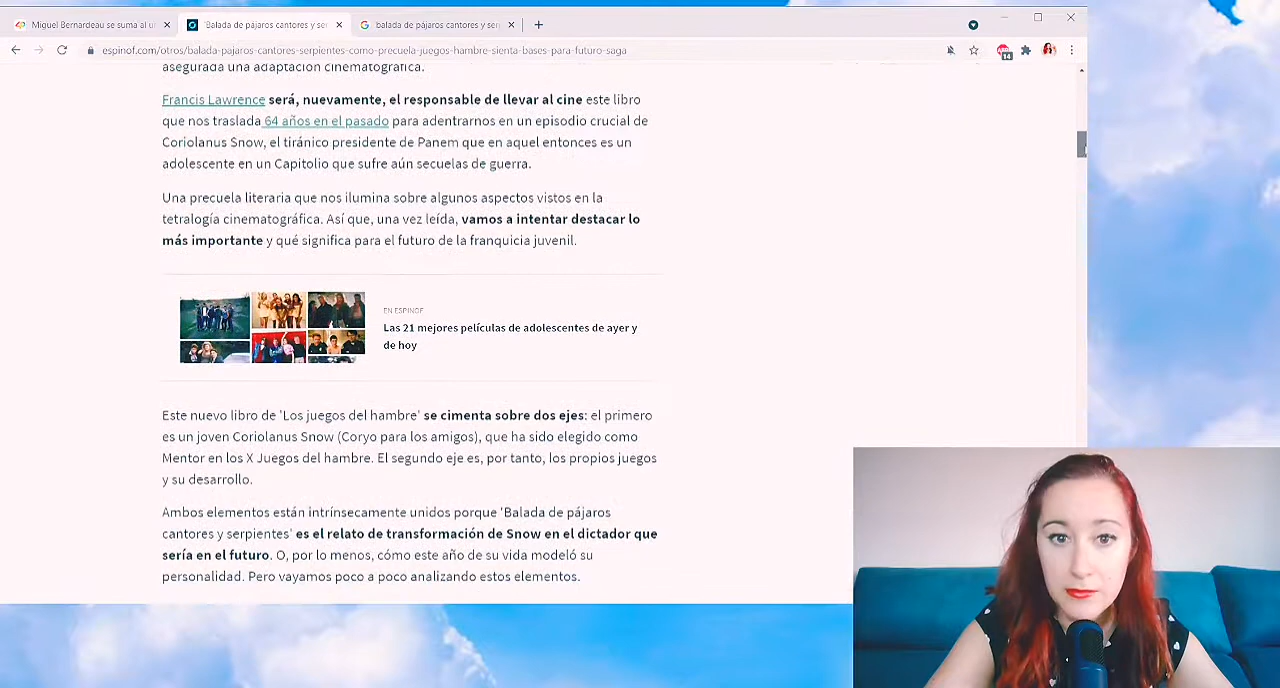 Miguel Bernardeau se suma al u
'Balada de pájaros cantores y ser
balada de pájaros cantores y ser
espinof.com/otros/balada-pajaros-cantores-serpientes-como-precuela-juegos-hambre-sienta-bases-para-futuro-saga
14
asegurada una adaptación cinematográfica.
Francis Lawrence será, nuevamente, el responsable de llevar al cine este libro
que nos traslada 64 años en el pasado para adentrarnos en un episodio crucial de
Coriolanus Snow, el tiránico presidente de Panem que en aquel entonces es un
adolescente en un Capitolio que sufre aún secuelas de guerra.
Una precuela literaria que nos ilumina sobre algunos aspectos vistos en la
tetralogía cinematográfica. Así que, una vez leída, vamos a intentar destacar lo
más importante y qué significa para el futuro de la franquicia juvenil.
EN ESPINOF
Las 21 mejores películas de adolescentes de ayer y
de hoy
Este nuevo libro de 'Los juegos del hambre' se cimenta sobre dos ejes: el primero
es un joven Coriolanus Snow (Coryo para los amigos), que ha sido elegido como
Mentor en los X Juegos del hambre. El segundo eje es, por tanto, los propios juegos
y su desarrollo.
Ambos elementos están intrínsecamente unidos porque 'Balada de pájaros
cantores y serpientes' es el relato de transformación de Snow en el dictador que
sería en el futuro. O, por lo menos, cómo este año de su vida modeló su
personalidad. Pero vayamos poco a poco analizando estos elementos.